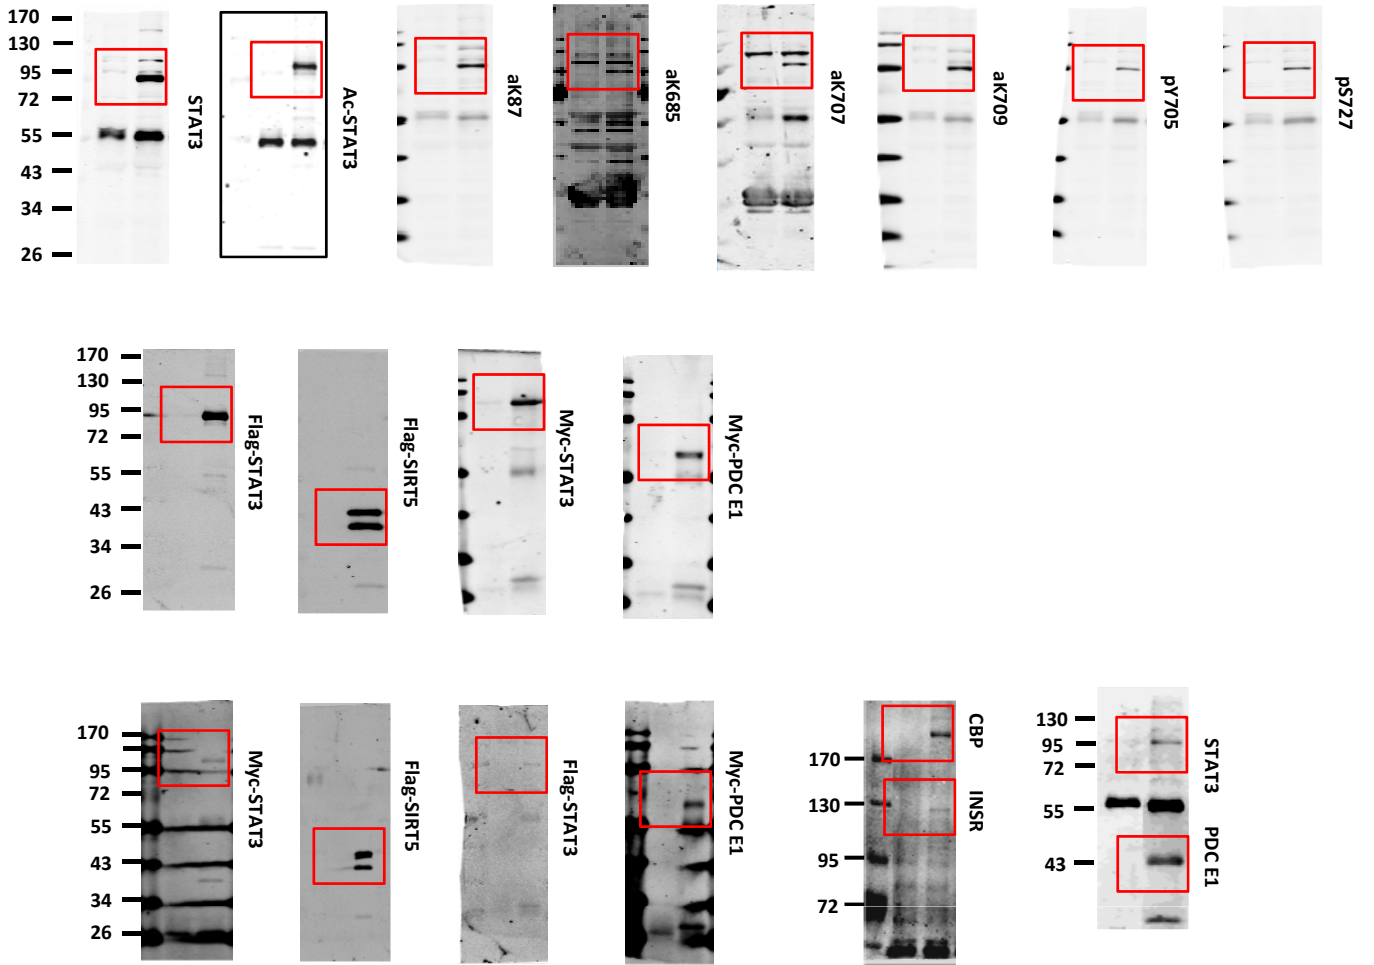 170
130
95
72
55
43
34
26
STAT3
Ac-STAT3
aK87
aK685
aK707
aK709
pY705
pS727
170
130
95
72
55
43
34
26
Flag-STAT3
Flag-SIRT5
Myc-STAT3
Myc-PDC E1
170
95
72
55
43
34
26
Myc-STAT3
Flag-SIRT5
Flag-STAT3
Myc-PDC E1
170
130
95
72
CBP
INSR
130
95
72
55
43
STAT3
PDC E1